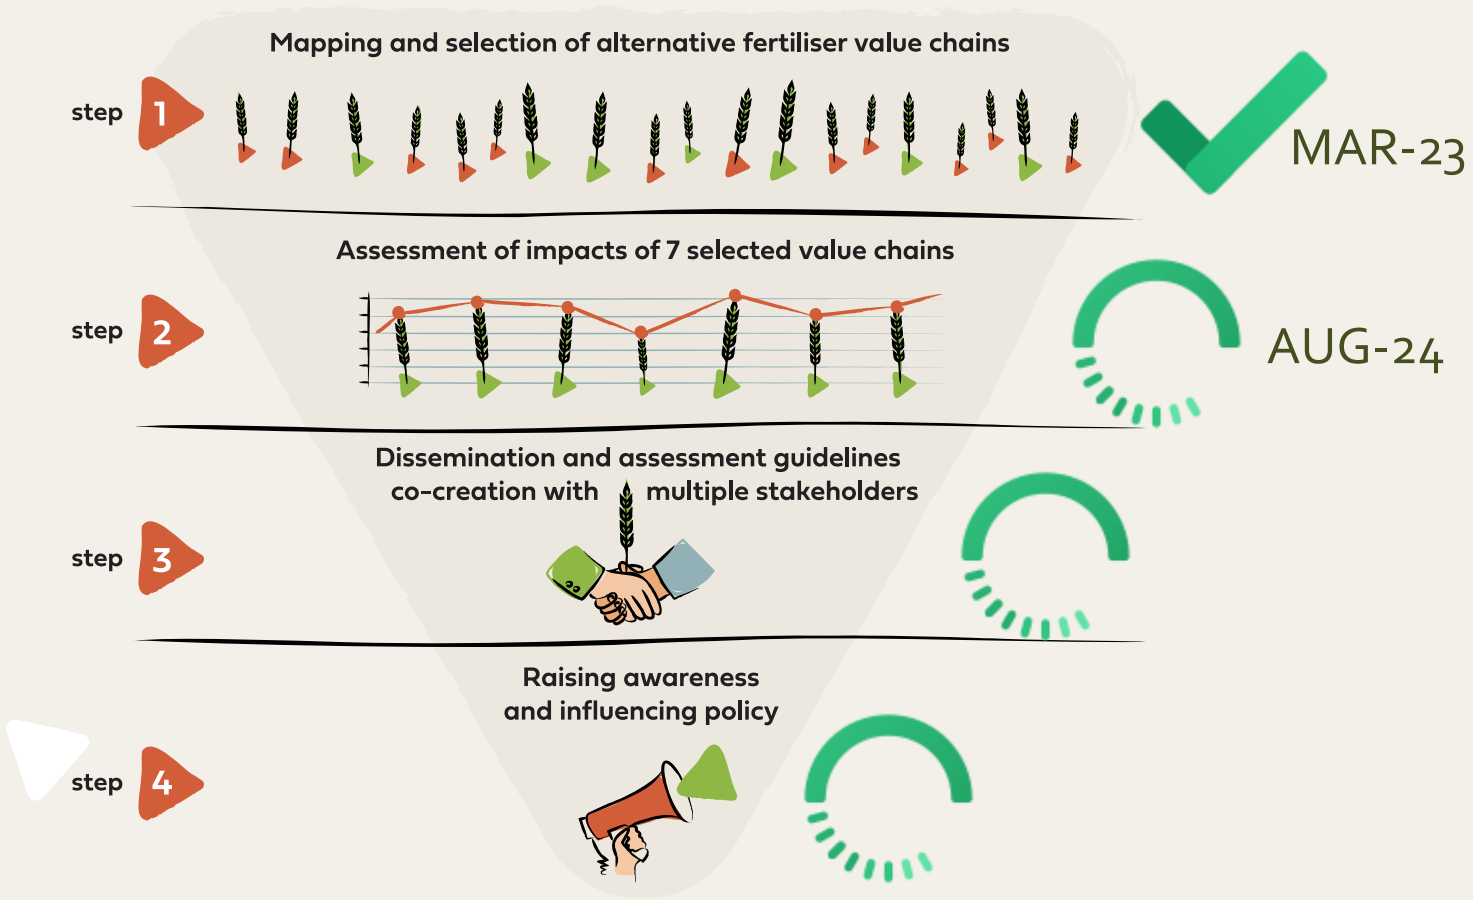 Mapping and selection of alternative fertiliser value chains
step 1
MAR-23
Assessment of impacts of 7 selected value chains
step 2
AUG-24
Dissemination and assessment guidelines
co-creation with multiple stakeholders
step 3
Raising awareness
and influencing policy
step 4